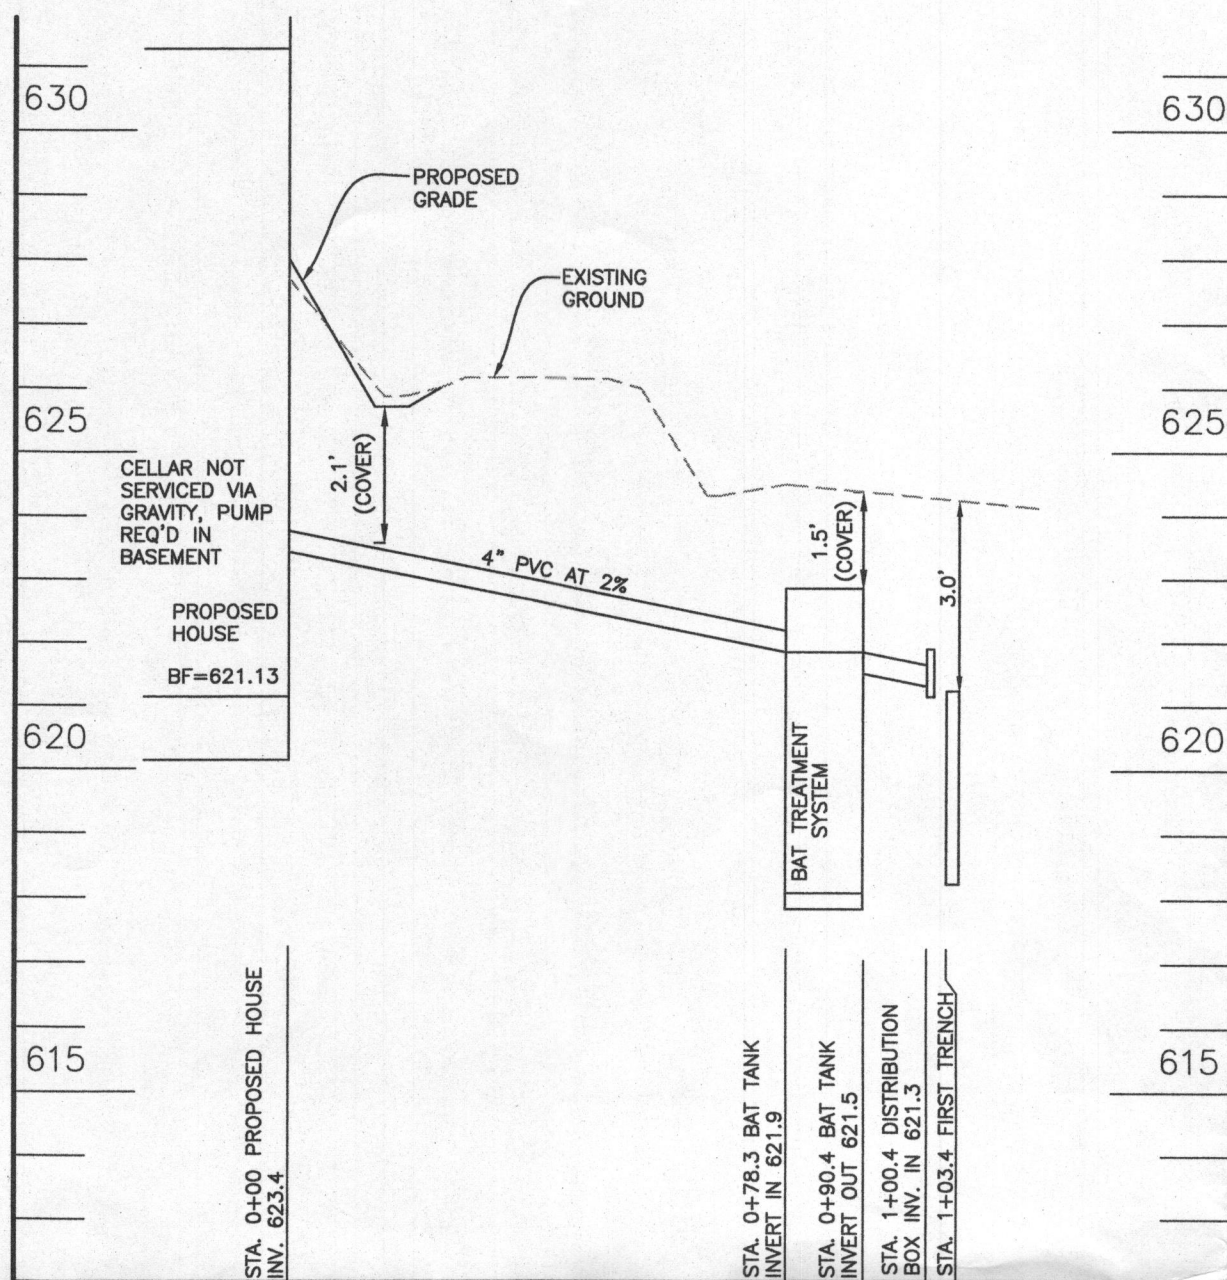 630
630
PROPOSED
GRADE
EXISTING
GROUND
625
625
2.1'
(COVER)
CELLAR NOT
SERVICED VIA
GRAVITY, PUMP
REQ'D IN
BASEMENT
4" PVC AT 2%
1.5'
(COVER)
3.0'
PROPOSED
HOUSE
BF=621.13
620
620
BAT TREATMENT
SYSTEM
615
615
STA. 0+00 PROPOSED HOUSE
INV. 623.4
STA. 0+78.3 BAT TANK
INVERT IN 621.9
STA. 0+90.4 BAT TANK
INVERT OUT 621.5
STA. 1+00.4 DISTRIBUTION
BOX INV. IN 621.3
STA. 1+03.4 FIRST TRENCH